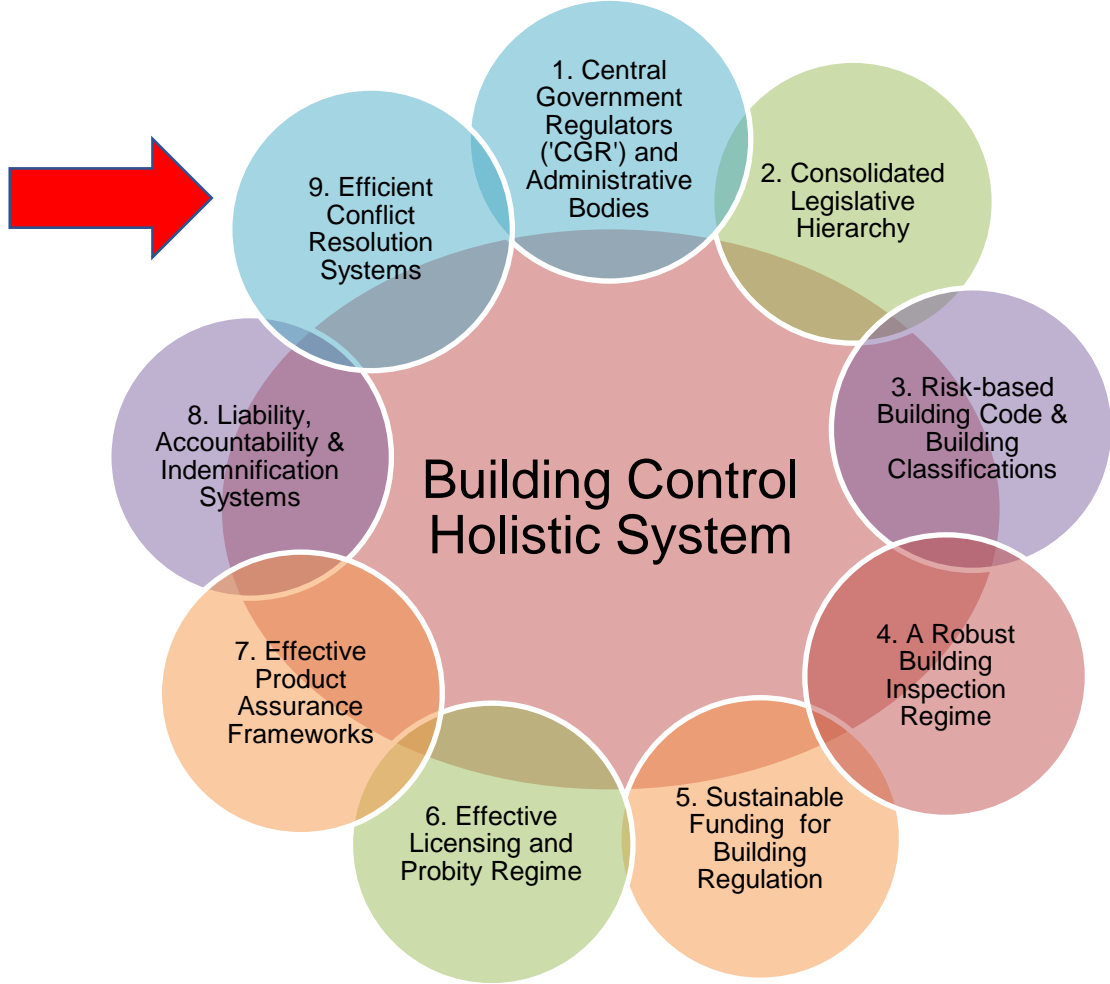 1. Central
Government
Regulators
('CGR') and
Administrative
Bodies
2. Consolidated
Legislative
Hierarchy
3. Risk-based
Building Code &
Building
Classifications
4. A Robust
Building
Inspection
Regime
5. Sustainable
Funding for
Building
Regulation
6. Effective
Licensing and
Probity Regime
7. Effective
Product
Assurance
Frameworks
8. Liability,
Accountability &
Indemnification
Systems
9. Efficient
Conflict
Resolution
Systems
Building Control
Holistic System